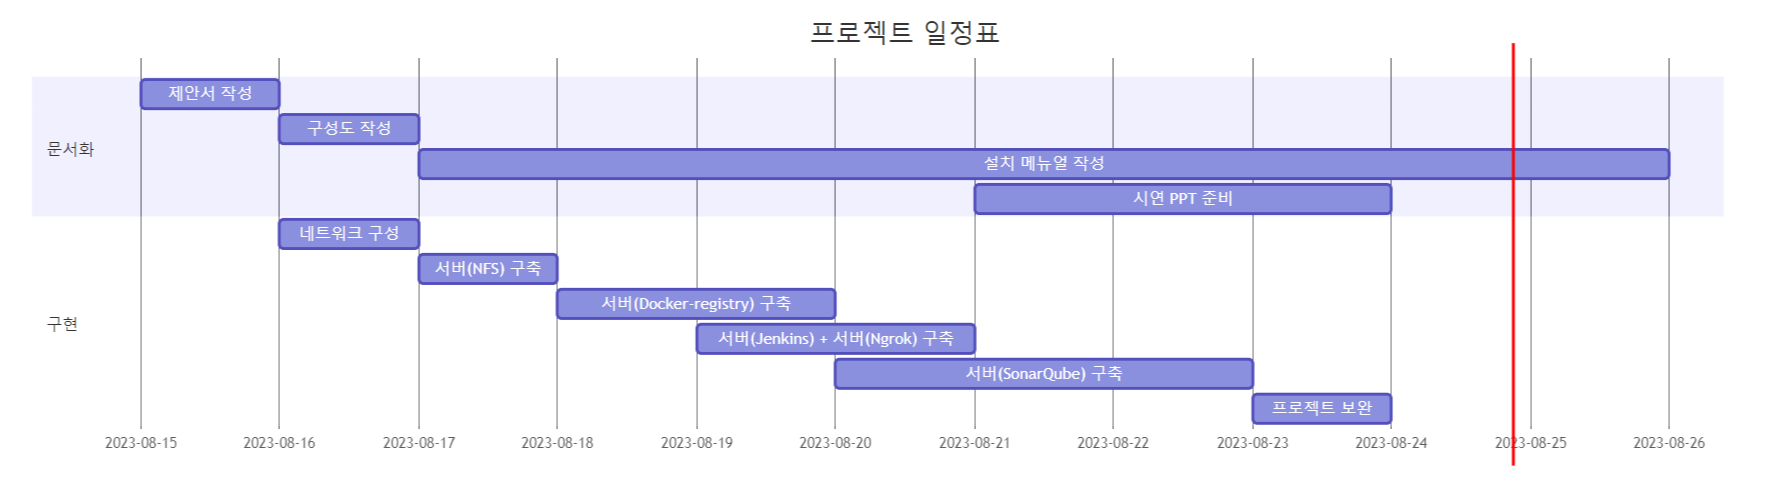 프로젝트 일정표
문서화
제안서 작성
구성도 작성
설치 메뉴얼 작성
시연 PPT 준비
구현
네트워크 구성
서버(NFS) 구축
서버(Docker-registry) 구축
서버(Jenkins) + 서버(Ngrok) 구축
서버(SonarQube) 구축
프로젝트 보완
2023-08-15 2023-08-16 2023-08-17 2023-08-18 2023-08-19 2023-08-20 2023-08-21 2023-08-22 2023-08-23 2023-08-24 2023-08-25 2023-08-26